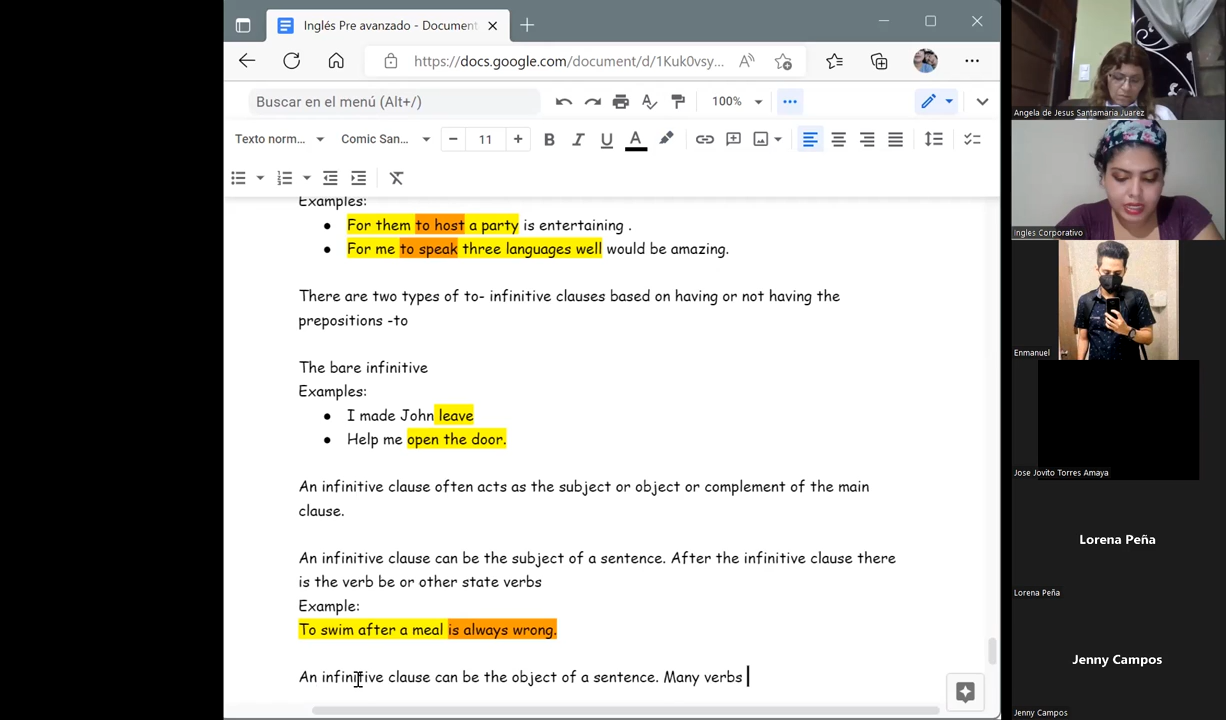 Inglés Pre avanzado - Document
https://docs.google.com/document/d/1Kuk0vsy...
Buscar en el menú (Alt+/)
100%
Texto norm...
Comic San...
11
Examples:
For them to host a party is entertaining .
For me to speak three languages well would be amazing.
There are two types of to- infinitive clauses based on having or not having the
prepositions -to
The bare infinitive
Examples:
I made John leave
Help me open the door.
An infinitive clause often acts as the subject or object or complement of the main
clause.
An infinitive clause can be the subject of a sentence. After the infinitive clause there
is the verb be or other state verbs
Example:
To swim after a meal is always wrong.
An infinitive clause can be the object of a sentence. Many verbs
Angela de Jesus Santamaria Juarez
Ingles Corporativo
Enmanuel
Jose Jovito Torres Amaya
Lorena Peña
Lorena Peña
Jenny Campos
Jenny Campos